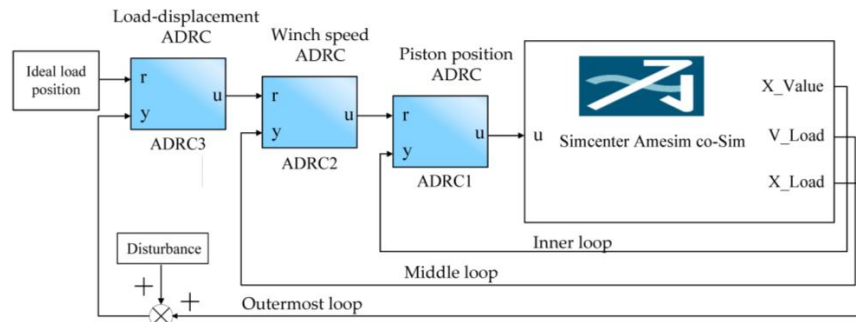 Load-displacement
ADRC
Winch speed
ADRC
Piston position
ADRC
Ideal load
position
r
y
u
ADRC3
r
y
u
ADRC2
r
y
u
ADRC1
u
Simcenter Amesim co-Sim
X_Value
V_Load
X_Load
Inner loop
Disturbance
Middle loop
+
+
Outermost loop